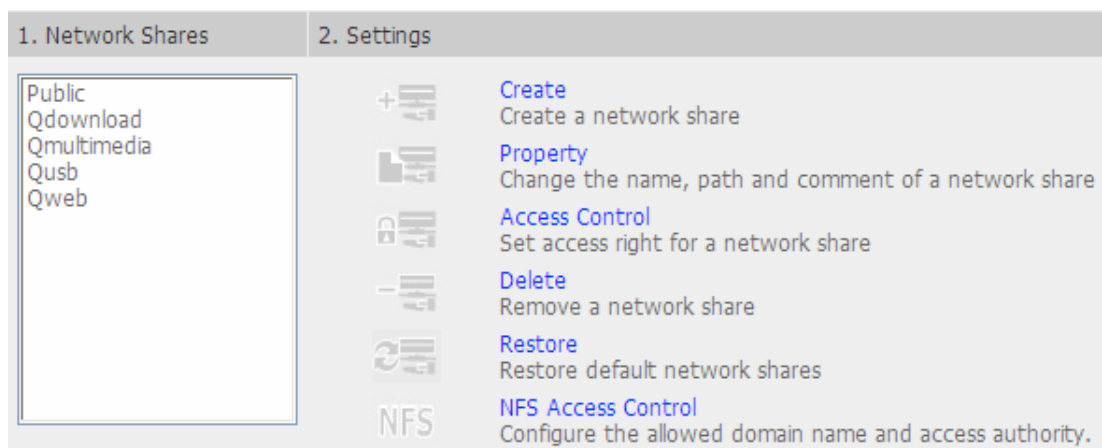 1. Network Shares
2. Settings
Public
Qdownload
Qmultimedia
Qusb
Qweb
Create
Create a network share
Property
Change the name, path and comment of a network share
Access Control
Set access right for a network share
Delete
Remove a network share
Restore
Restore default network shares
NFS
NFS Access Control
Configure the allowed domain name and access authority.